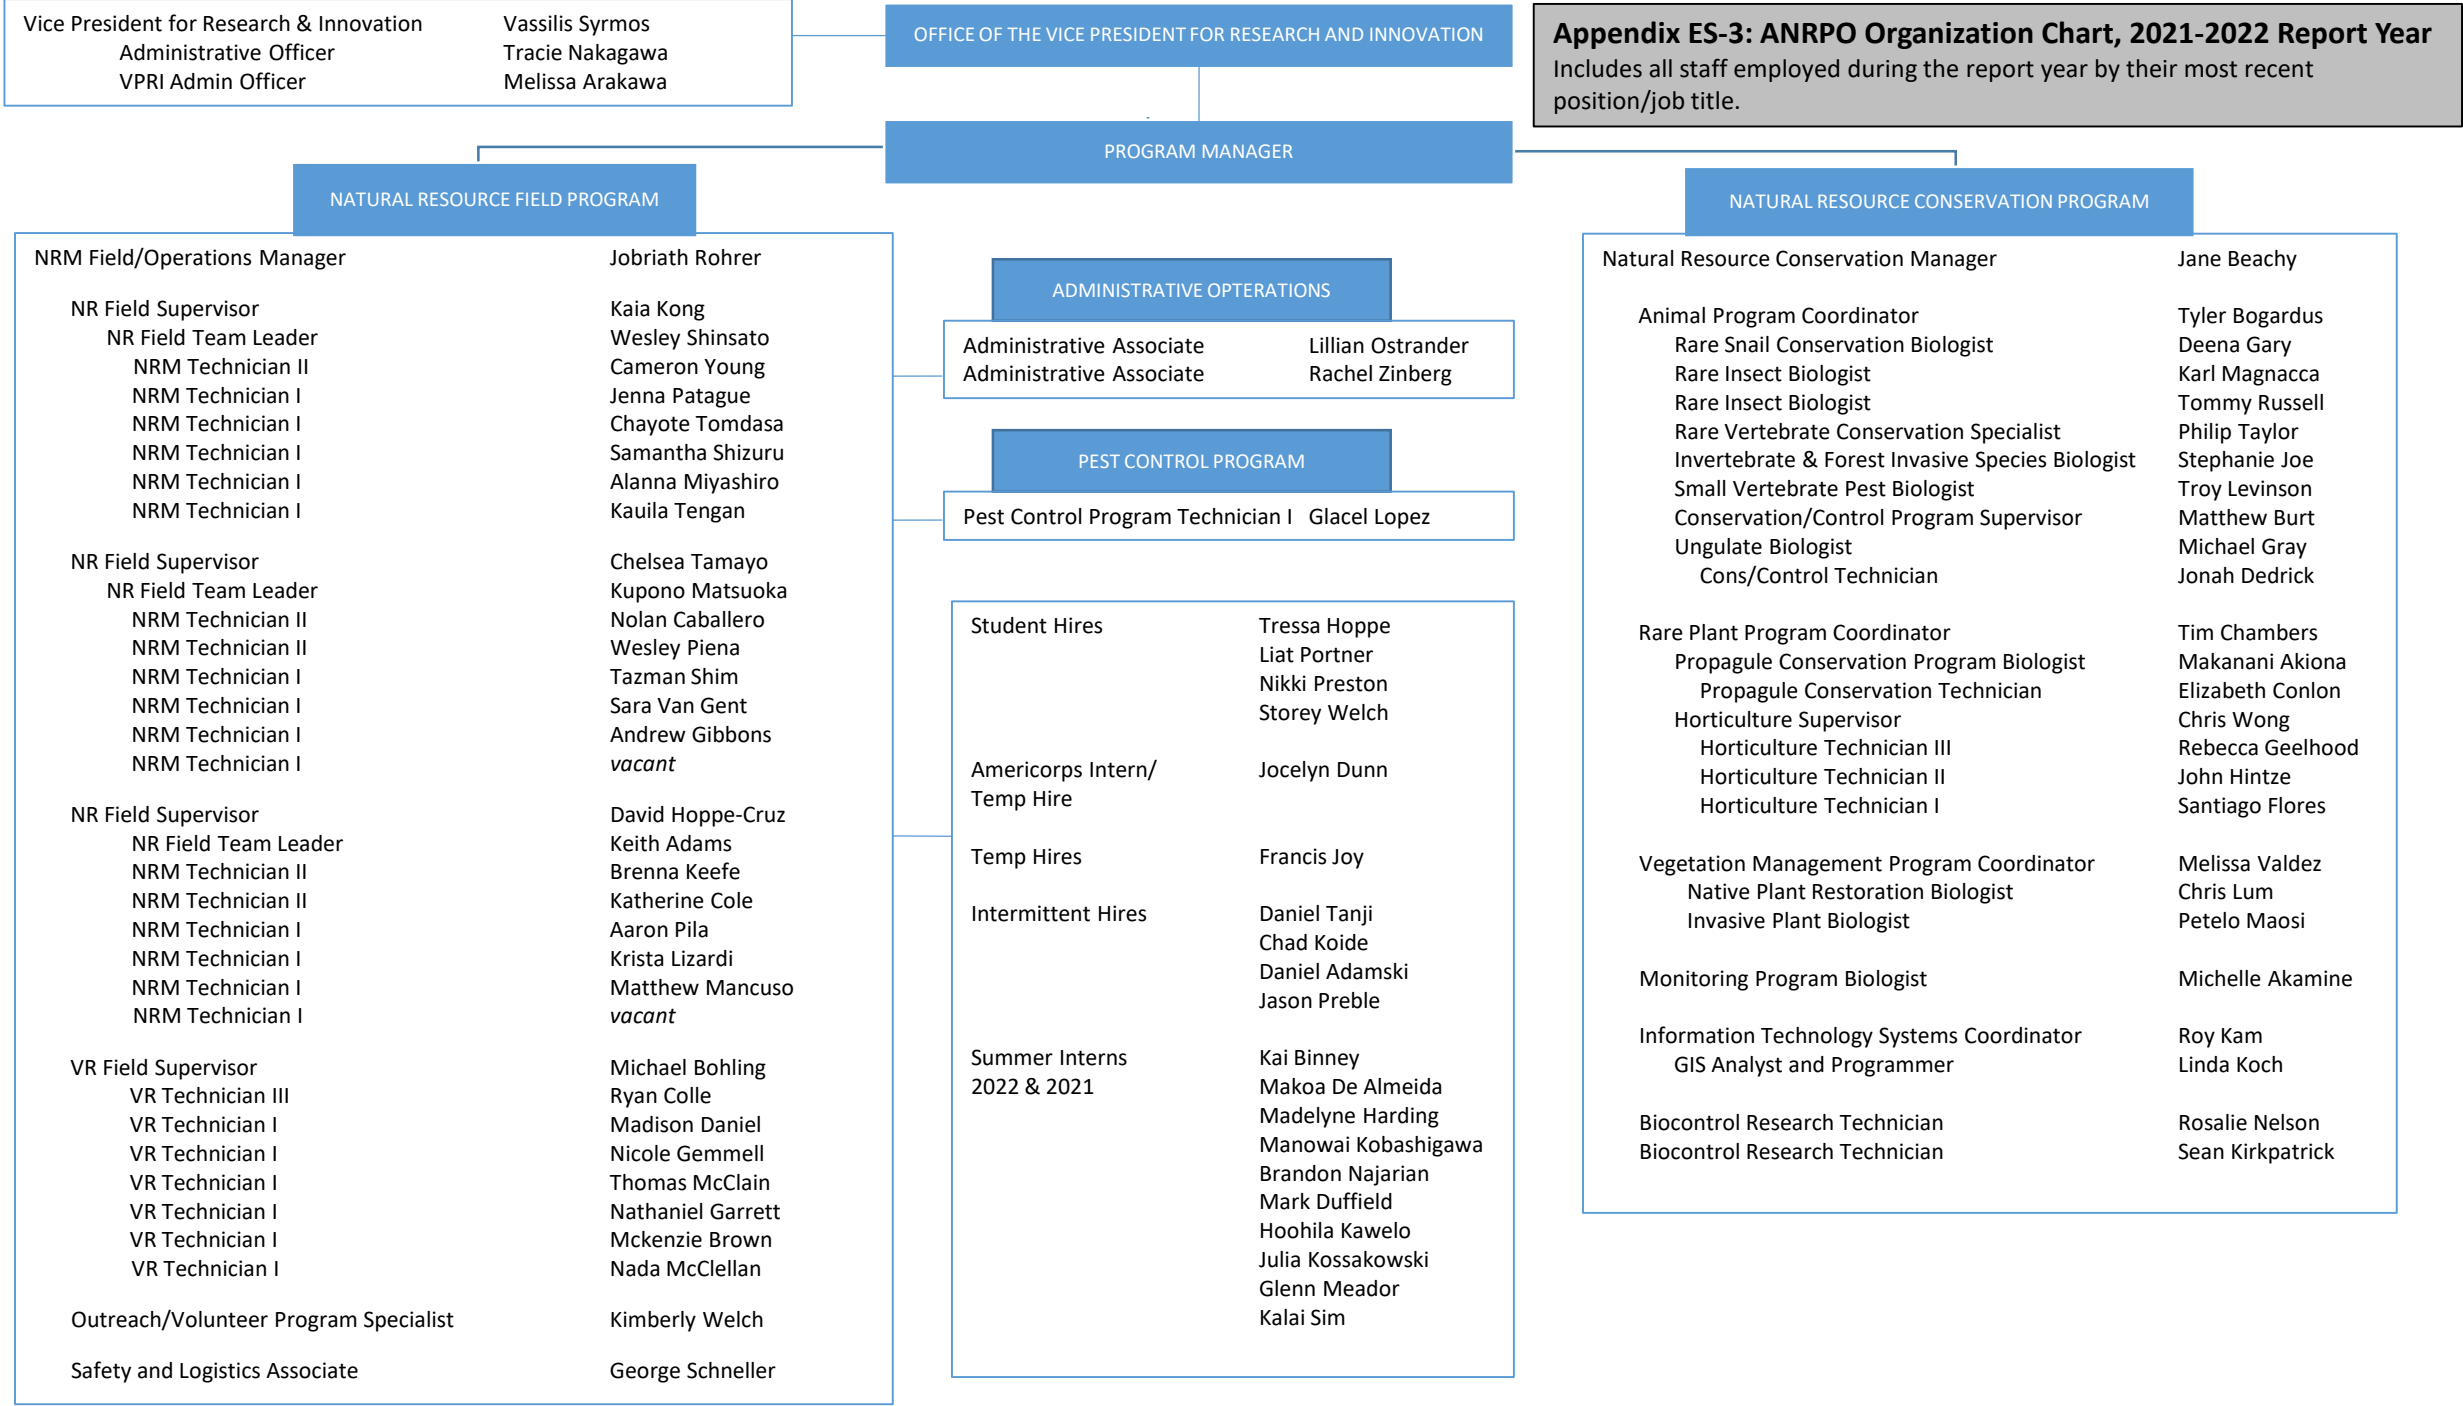 Vice President for Research & Innovation Vassilis Syrmos
Administrative Officer Tracie Nakagawa
VPRI Admin Officer Melissa Arakawa
OFFICE OF THE VICE PRESIDENT FOR RESEARCH AND INNOVATION
Appendix ES-3: ANRPO Organization Chart, 2021-2022 Report Year
Includes all staff employed during the report year by their most recent
position/job title.
PROGRAM MANAGER
NATURAL RESOURCE FIELD PROGRAM
NRM Field/Operations Manager Jobriath Rohrer
NR Field Supervisor Kaia Kong
NR Field Team Leader Wesley Shinsato
NRM Technician II Cameron Young
NRM Technician I Jenna Patague
NRM Technician I Chayote Tomdasa
NRM Technician I Samantha Shizuru
NRM Technician I Alanna Miyashiro
NRM Technician I Kauila Tengan
NR Field Supervisor Chelsea Tamayo
NR Field Team Leader Kupono Matsuoka
NRM Technician II Nolan Caballero
NRM Technician II Wesley Piena
NRM Technician I Tazman Shim
NRM Technician I Sara Van Gent
NRM Technician I Andrew Gibbons
NRM Technician I vacant
NR Field Supervisor David Hoppe-Cruz
NR Field Team Leader Keith Adams
NRM Technician II Brenna Keefe
NRM Technician II Katherine Cole
NRM Technician I Aaron Pila
NRM Technician I Krista Lizardi
NRM Technician I Matthew Mancuso
NRM Technician I vacant
VR Field Supervisor Michael Bohling
VR Technician III Ryan Colle
VR Technician I Madison Daniel
VR Technician I Nicole Gemmell
VR Technician I Thomas McClain
VR Technician I Nathaniel Garrett
VR Technician I Mckenzie Brown
VR Technician I Nada McClellan
Outreach/Volunteer Program Specialist Kimberly Welch
Safety and Logistics Associate George Schneller
ADMINISTRATIVE OPTERATIONS
Administrative Associate Lillian Ostrander
Administrative Associate Rachel Zinberg
PEST CONTROL PROGRAM
Pest Control Program Technician I Glacel Lopez
Student Hires Tressa Hoppe
Liat Portner
Nikki Preston
Storey Welch
Americorps Intern/ Jocelyn Dunn
Temp Hire
Temp Hires Francis Joy
Intermittent Hires Daniel Tanji
Chad Koide
Daniel Adamski
Jason Preble
Summer Interns Kai Binney
2022 & 2021 Makoa De Almeida
Madelyne Harding
Manowai Kobashigawa
Brandon Najarian
Mark Duffield
Hoohila Kawelo
Julia Kossakowski
Glenn Meador
Kalai Sim
NATURAL RESOURCE CONSERVATION PROGRAM
Natural Resource Conservation Manager Jane Beachy
Animal Program Coordinator Tyler Bogardus
Rare Snail Conservation Biologist Deena Gary
Rare Insect Biologist Karl Magnacca
Rare Insect Biologist Tommy Russell
Rare Vertebrate Conservation Specialist Philip Taylor
Invertebrate & Forest Invasive Species Biologist Stephanie Joe
Small Vertebrate Pest Biologist Troy Levinson
Conservation/Control Program Supervisor Matthew Burt
Ungulate Biologist Michael Gray
Cons/Control Technician Jonah Dedrick
Rare Plant Program Coordinator Tim Chambers
Propagule Conservation Program Biologist Makanani Akiona
Propagule Conservation Technician Elizabeth Conlon
Horticulture Supervisor Chris Wong
Horticulture Technician III Rebecca Geelhood
Horticulture Technician II John Hintze
Horticulture Technician I Santiago Flores
Vegetation Management Program Coordinator Melissa Valdez
Native Plant Restoration Biologist Chris Lum
Invasive Plant Biologist Petelo Maosi
Monitoring Program Biologist Michelle Akamine
Information Technology Systems Coordinator Roy Kam
GIS Analyst and Programmer Linda Koch
Biocontrol Research Technician Rosalie Nelson
Biocontrol Research Technician Sean Kirkpatrick